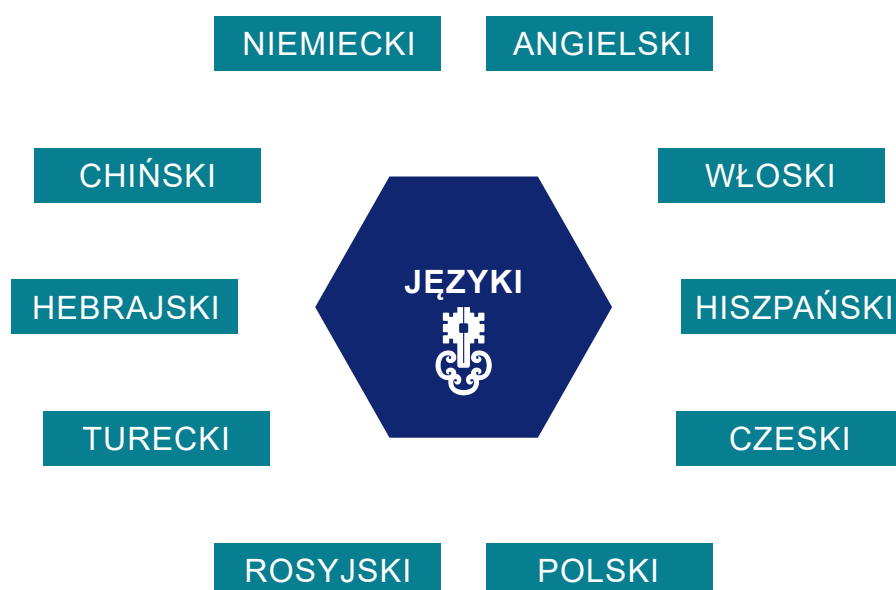 NIEMIECKI
ANGIELSKI
CHIŃSKI
WŁOSKI
JĘZYKI
HEBRAJSKI
HISZPAŃSKI
TURECKI
CZESKI
ROSYJSKI
POLSKI